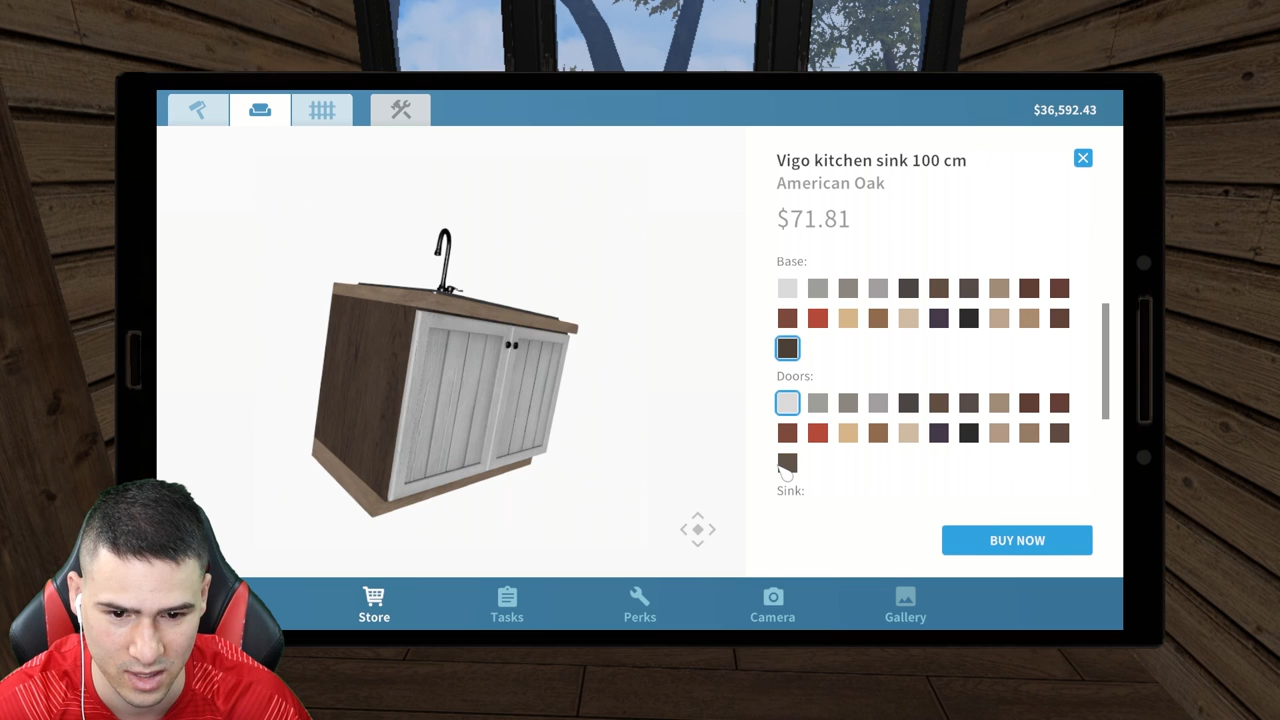 $36,592.43
Vigo kitchen sink 100 cm
American Oak
$71.81
Base:
Doors:
Sink:
BUY NOW
Store
Tasks
Perks
Camera
Gallery